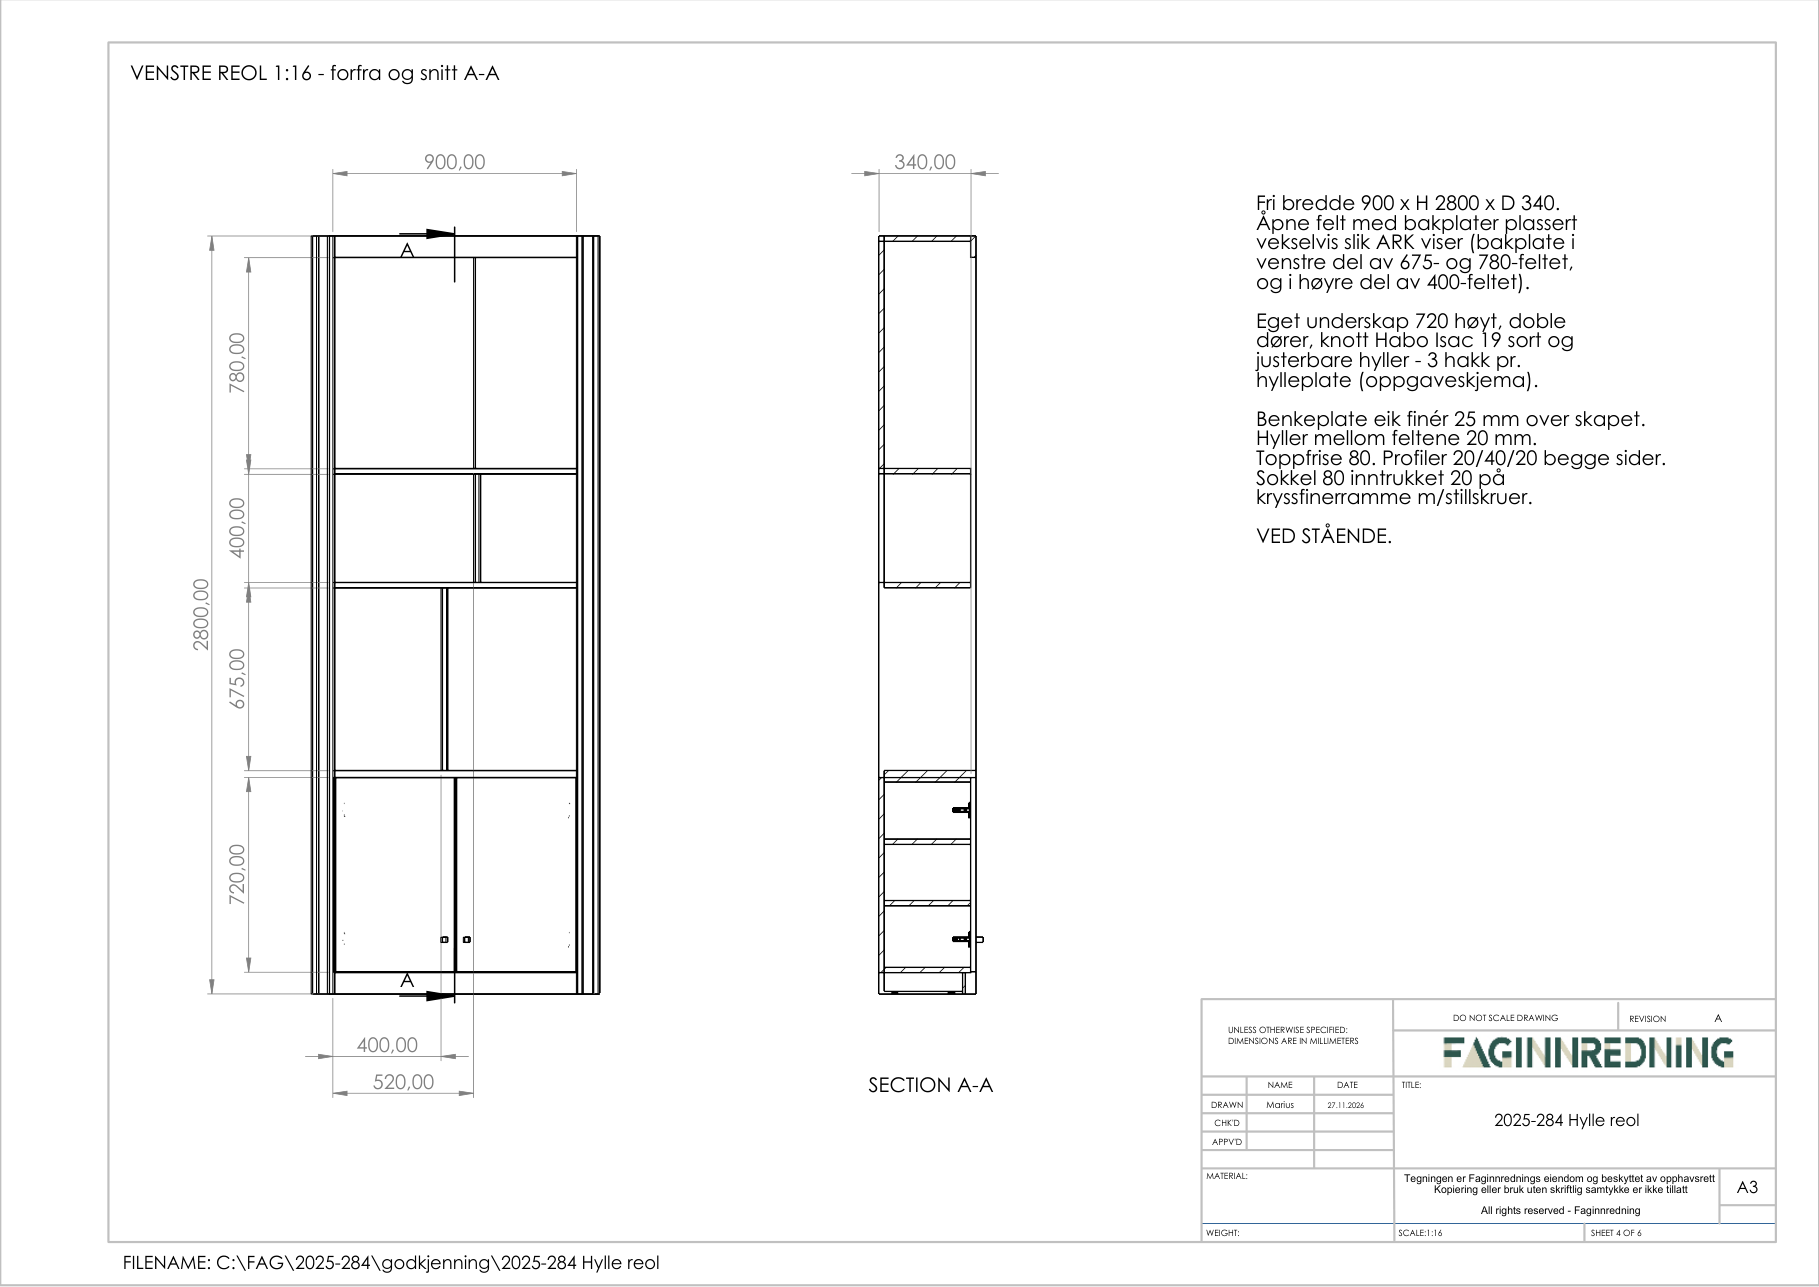 VENSTRE REOL 1:16 - forfra og snitt A-A
900,00
340,00
A
780,00
400,00
2800,00
675,00
720,00
A
400,00
520,00
SECTION A-A
Fri bredde 900 x H 2800 x D 340.
Åpne felt med bakplater plassert
vekselvis slik ARK viser (bakplate i
venstre del av 675- og 780-feltet,
og i høyre del av 400-feltet).
Eget underskap 720 høyt, doble
dører, knott Habo Isac 19 sort og
justerbare hyller - 3 hakk pr.
hylleplate (oppgaveskjema).
Benkeplate eik finér 25 mm over skapet.
Hyller mellom feltene 20 mm.
Toppfrise 80. Profiler 20/40/20 begge sider.
Sokkel 80 inntrukket 20 på
kryssfinerramme m/stillskruer.
VED STÅENDE.
UNLESS OTHERWISE SPECIFIED:
DIMENSIONS ARE IN MILLIMETERS
DO NOT SCALE DRAWING
REVISION A
FAGINNREDNING
NAME DATE
DRAWN Marius 27.11.2026
CHK'D
APPV'D
TITLE:
2025-284 Hylle reol
MATERIAL:
Tegningen er Faginnrednings eiendom og beskyttet av opphavsrett
Kopiering eller bruk uten skriftlig samtykke er ikke tillatt
All rights reserved - Faginnredning
A3
WEIGHT:
SCALE:1:16
SHEET 4 OF 6
FILENAME: C:\FAG\2025-284\godkjenning\2025-284 Hylle reol